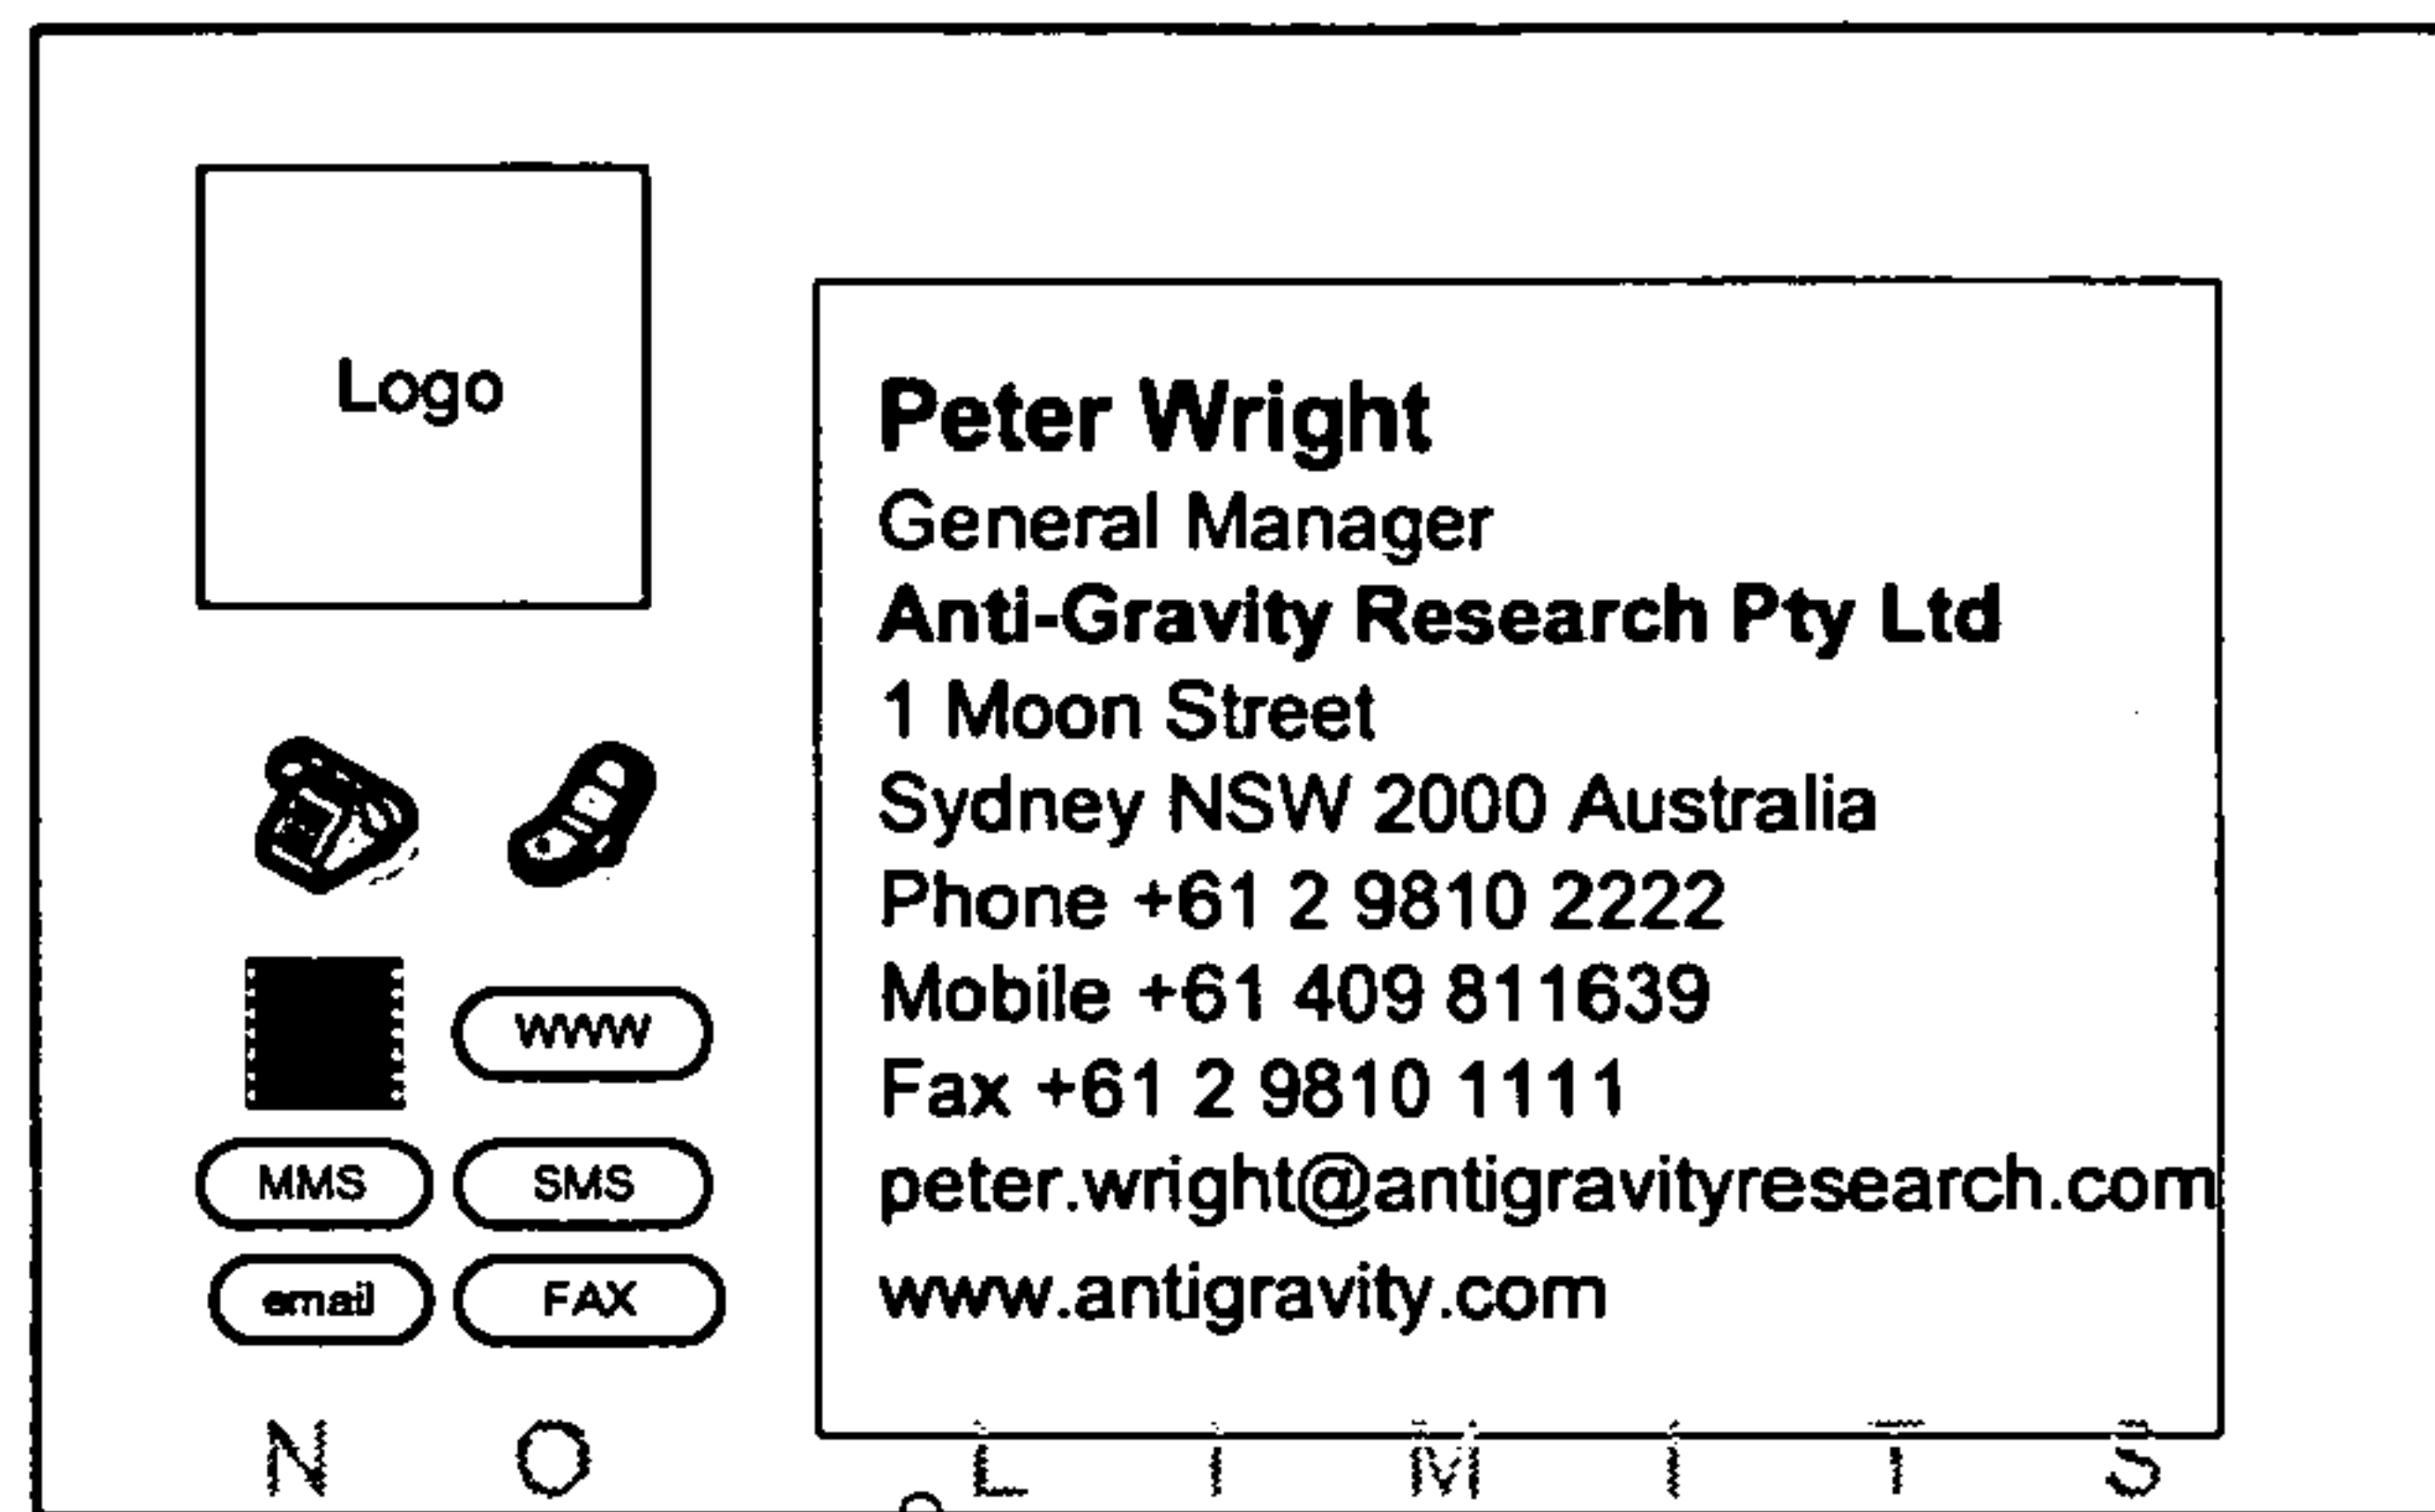 Logo
Peter Wright
General Manager
Anti-Gravity Research Pty Ltd
1 Moon Street
Sydney NSW 2000 Australia
Phone +61 2 9810 2222
Mobile +61 409 811639
Fax +61 2 9810 1111
peter.wright@antigravityresearch.com
www.antigravity.com
www
MMS SMS
email FAX
N O L I M I T S